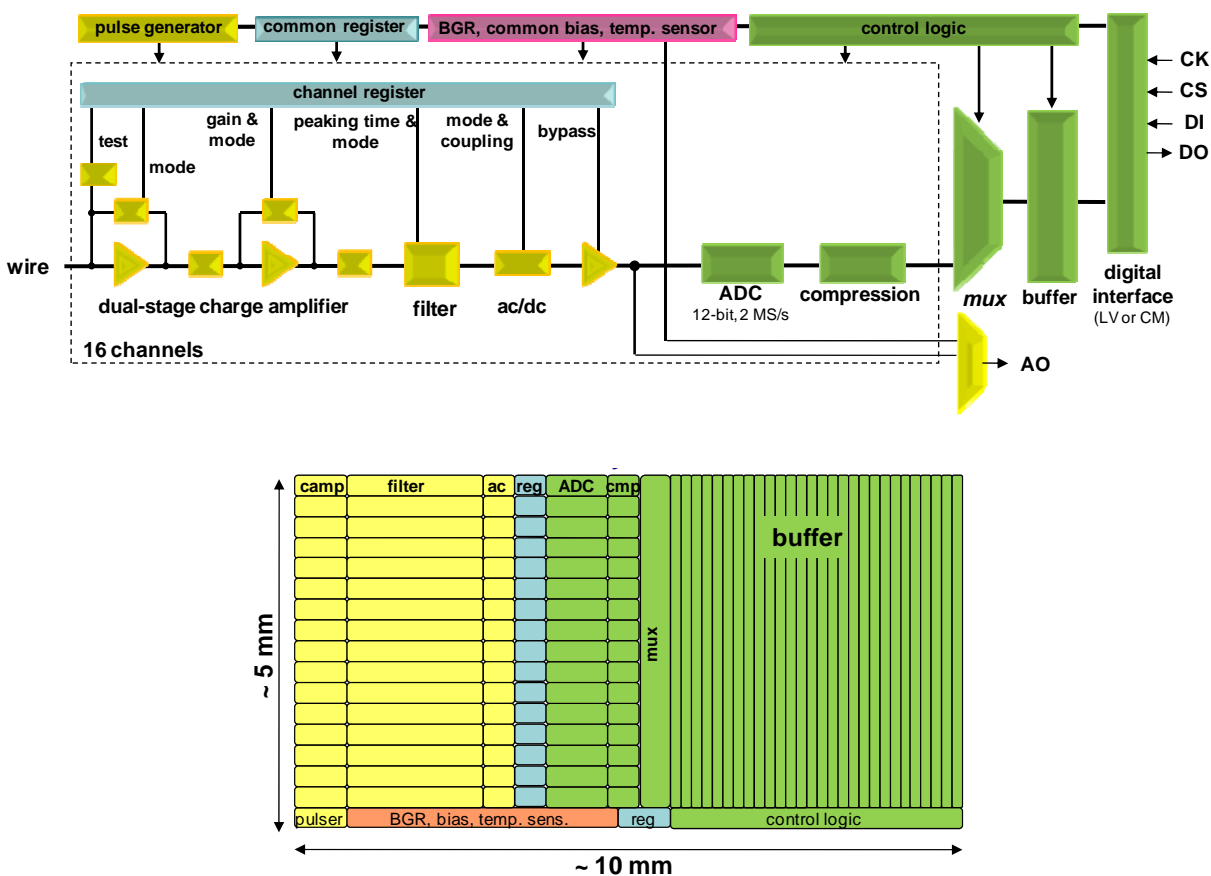 pulse generator
common register
BGR, common bias, temp. sensor
control logic
channel register
CK
CS
DI
DO
test
mode
gain &
mode
peaking time &
mode
mode &
coupling
bypass
wire
dual-stage charge amplifier
filter
ac/dc
ADC
12-bit, 2 MS/s
compression
mux
buffer
digital
interface
(LV or CM)
16 channels
AO
camp
filter
ac
reg
ADC
cmp
buffer
mux
~ 5 mm
pulser
BGR, bias, temp. sens.
reg
control logic
~ 10 mm